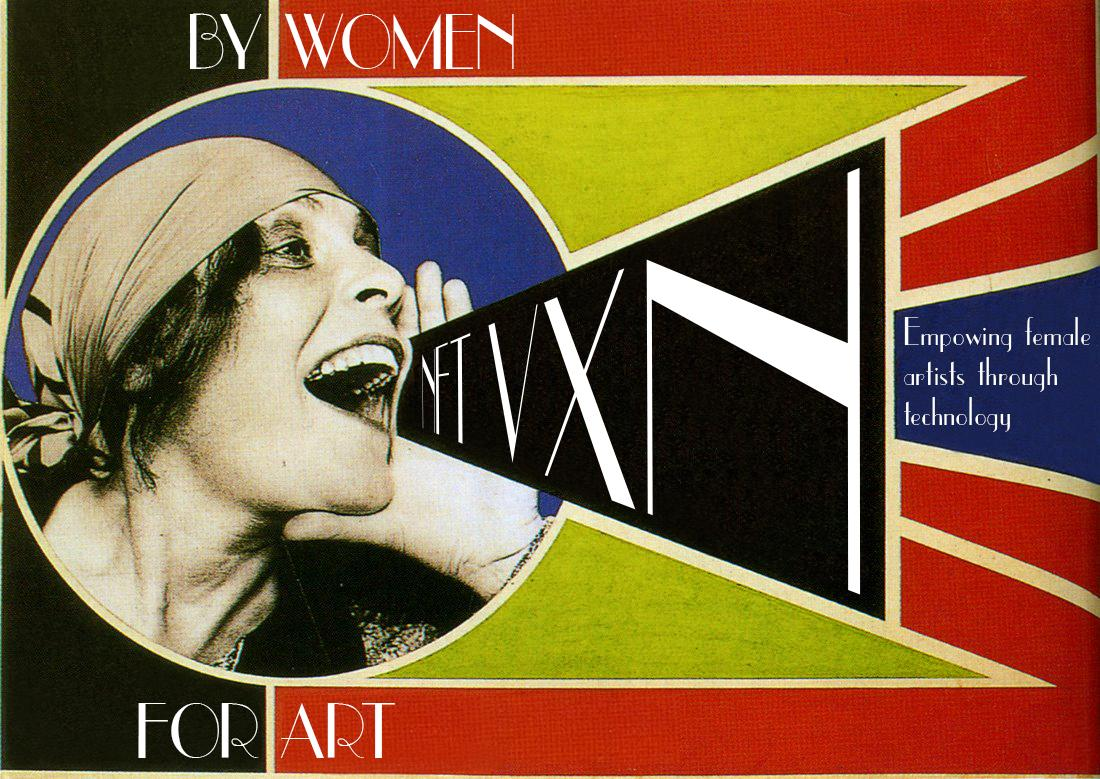 BY WOMEN
NFT VXN
Empowing female
artists through
technology
FOR ART